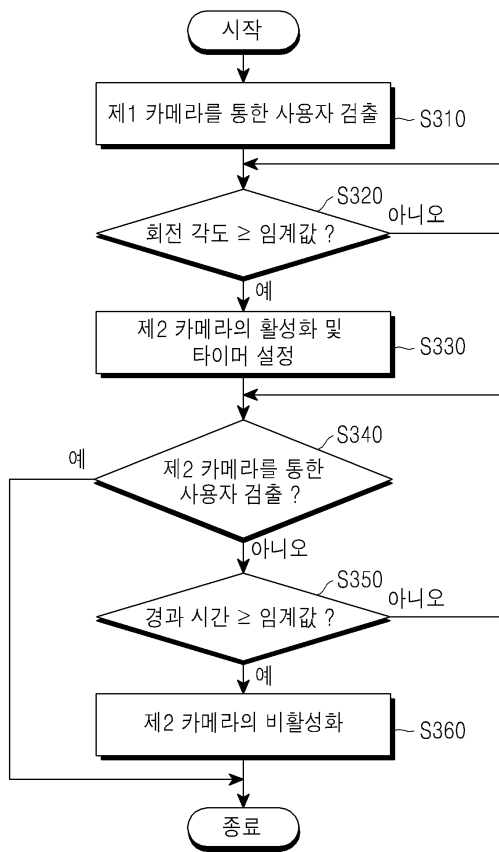 시작
제1 카메라를 통한 사용자 검출
S310
S320
회전 각도 ≥ 임계값 ?
아니오
예
제2 카메라의 활성화 및
타이머 설정
S330
S340
예
제2 카메라를 통한
사용자 검출 ?
아니오
S350
경과 시간 ≥ 임계값 ?
아니오
예
제2 카메라의 비활성화
S360
종료